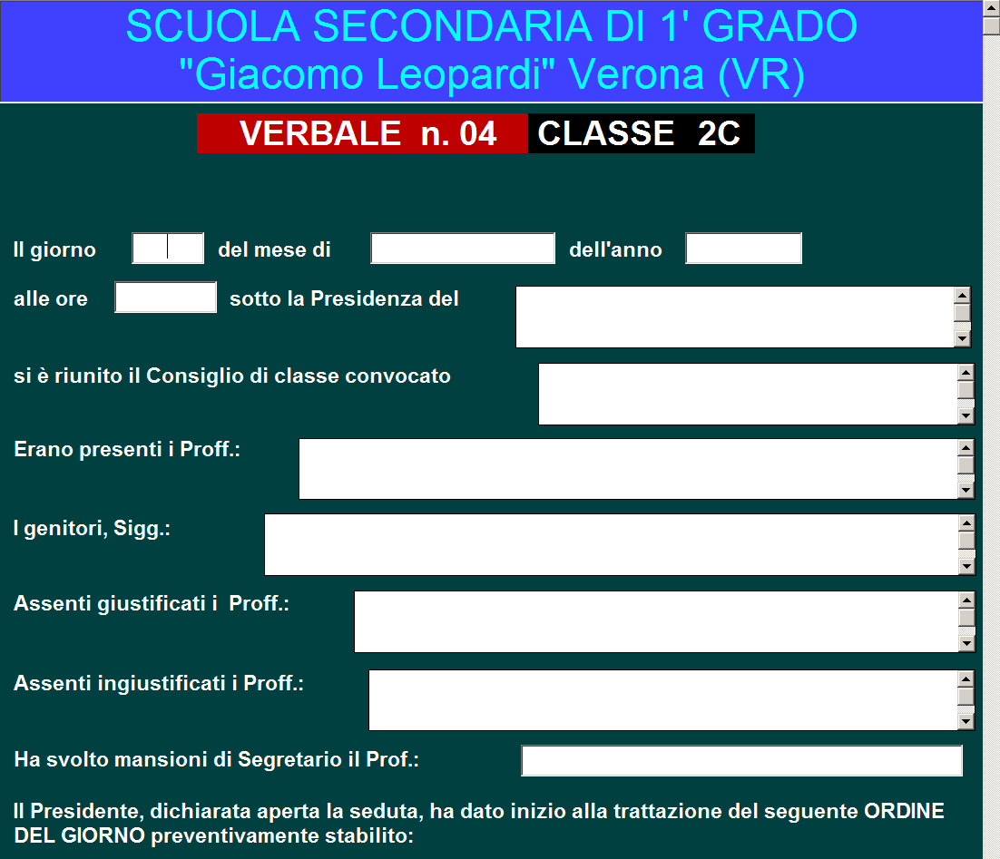 SCUOLA SECONDARIA DI 1' GRADO
"Giacomo Leopardi" Verona (VR)
VERBALE n. 04 CLASSE 2C
Il giorno del mese di dell'anno
alle ore sotto la Presidenza del
si è riunito il Consiglio di classe convocato
Erano presenti i Proff.:
I genitori, Sigg.:
Assenti giustificati i Proff.:
Assenti ingiustificati i Proff.:
Ha svolto mansioni di Segretario il Prof.:
Il Presidente, dichiarata aperta la seduta, ha dato inizio alla trattazione del seguente ORDINE
DEL GIORNO preventivamente stabilito: